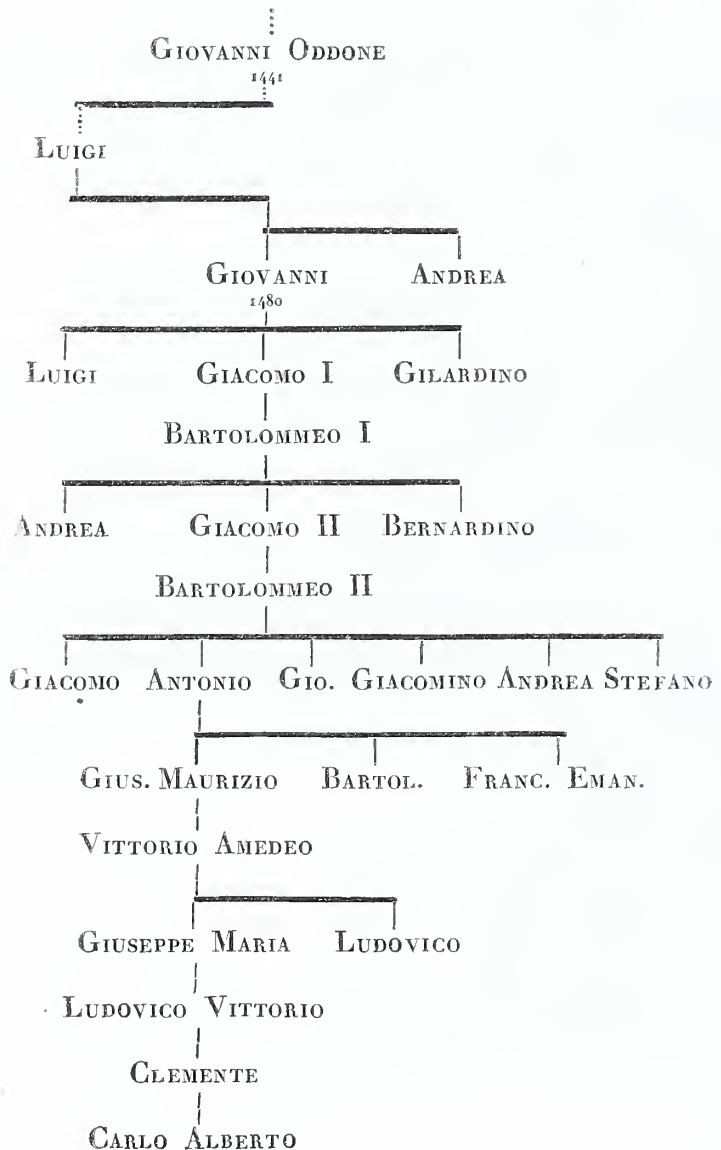 GIOVANNI ODDONE
1441
LUIGI
GIOVANNI ANDREA
1480
LUIGI GIACOMO I GILARDINO
BARTOLOMMEO I
ANDREA GIACOMO II BERNARDINO
BARTOLOMMEO II
GIACOMO ANTONIO GIO. GIACOMINO ANDREA STEFANO
GIUS. MAURIZIO BARTOL. FRANC. EMAN.
VITTORIO AMEDEO
GIUSEPPE MARIA LUDOVICO
LUDOVICO VITTORIO
CLEMENTE
CARLO ALBERTO